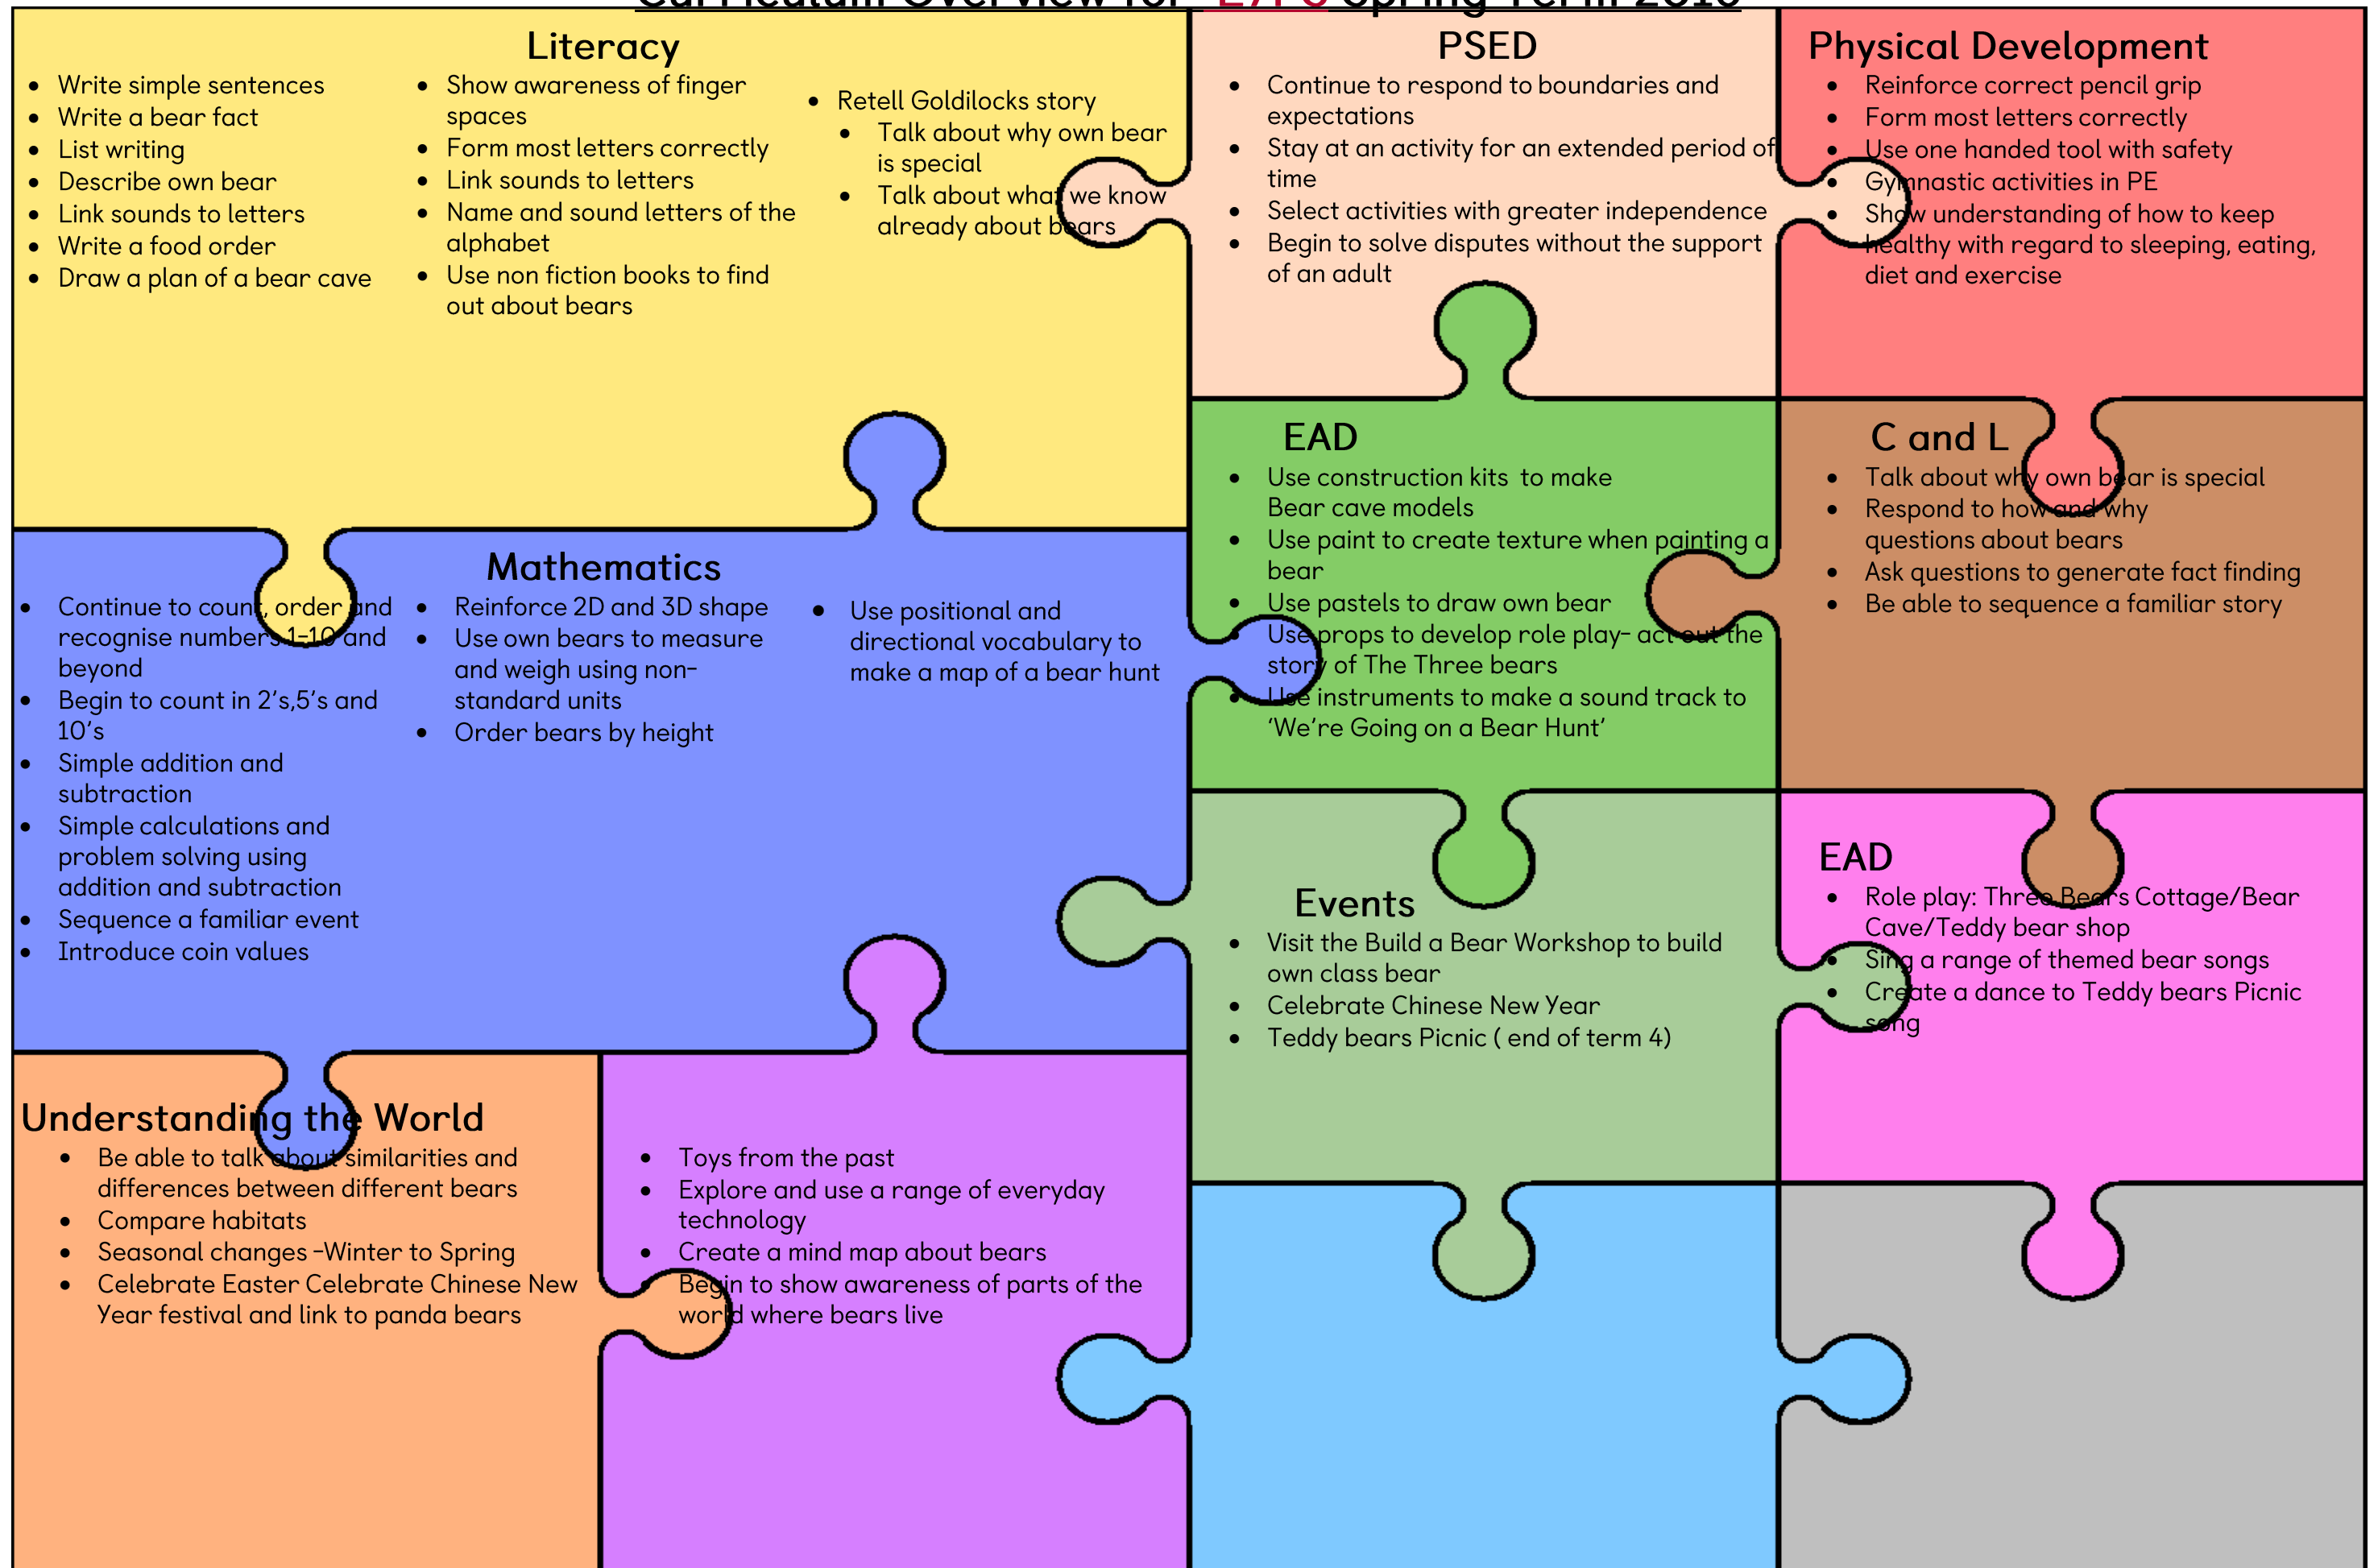 Curriculum Overview for EYFS Spring Term
Literacy
• Write simple sentences
• Write a bear fact
• List writing
• Describe own bear
• Link sounds to letters
• Write a food order
• Draw a plan of a bear cave
• Show awareness of finger
spaces
• Form most letters correctly
• Link sounds to letters
• Name and sound letters of the
alphabet
• Use non fiction books to find
out about bears
• Retell Goldilocks story
• Talk about why own bear
is special
• Talk about what we know
already about bears
PSED
• Continue to respond to boundaries and
expectations
• Stay at an activity for an extended period of
time
• Select activities with greater independence
• Begin to solve disputes without the support
of an adult
Physical Development
• Reinforce correct pencil grip
• Form most letters correctly
• Use one handed tool with safety
• Gymnastic activities in PE
• Show understanding of how to keep
healthy with regard to sleeping, eating,
diet and exercise
Mathematics
• Continue to count, order and
recognise numbers 1-10 and
beyond
• Begin to count in 2's,5's and
10's
• Simple addition and
subtraction
• Simple calculations and
problem solving using
addition and subtraction
• Sequence a familiar event
• Introduce coin values
• Reinforce 2D and 3D shape
• Use own bears to measure
and weigh using non-
standard units
• Order bears by height
• Use positional and
directional vocabulary to
make a map of a bear hunt
EAD
• Use construction kits to make
Bear cave models
• Use paint to create texture when painting a
bear
• Use pastels to draw own bear
• Use props to develop role play- act out the
story of The Three bears
• Use instruments to make a sound track to
‘We’re Going on a Bear Hunt’
C and L
• Talk about why own bear is special
• Respond to how and why
questions about bears
• Ask questions to generate fact finding
• Be able to sequence a familiar story
Events
• Visit the Build a Bear Workshop to build
own class bear
• Celebrate Chinese New Year
• Teddy bears Picnic ( end of term 4)
EAD
• Role play: Three Bears Cottage/Bear
Cave/Teddy bear shop
• Sing a range of themed bear songs
• Create a dance to Teddy bears Picnic
song
Understanding the World
• Be able to talk about similarities and
differences between different bears
• Compare habitats
• Seasonal changes -Winter to Spring
• Celebrate Easter Celebrate Chinese New
Year festival and link to panda bears
• Toys from the past
• Explore and use a range of everyday
technology
• Create a mind map about bears
• Begin to show awareness of parts of the
world where bears live